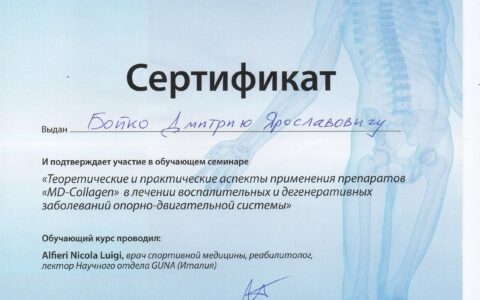 Сертификат
Выдан Бойко Дмитрию Ярославовичу
И подтверждает участие в обучающем семинаре
«Теоретические и практические аспекты применения препаратов
«MD-Collagen» в лечении воспалительных и дегенеративных
заболеваний опорно-двигательной системы»
Обучающий курс проводил:
Alfieri Nicola Luigi, врач спортивной медицины, реабилитолог,
лектор Научного отдела GUNA (Италия)